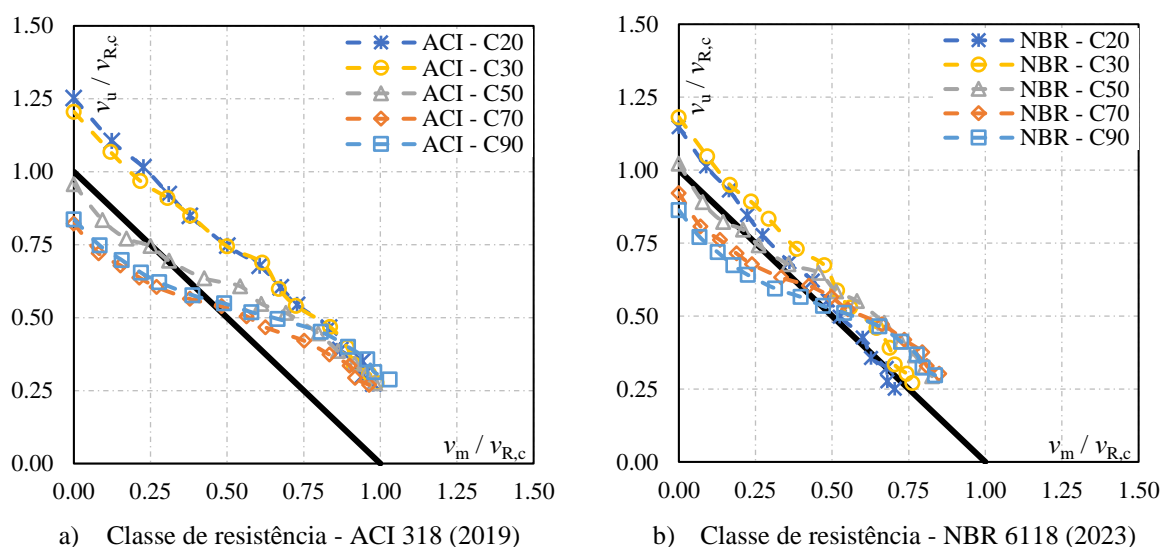 1.50
1.25
1.00
0.75
0.50
0.25
0.00
0.00 0.25 0.50 0.75 1.00 1.25 1.50
vu / vR,c
vm / vR,c
ACI - C20
ACI - C30
ACI - C50
ACI - C70
ACI - C90
a) Classe de resistência - ACI 318 (2019)
1.50
1.25
1.00
0.75
0.50
0.25
0.00
0.00 0.25 0.50 0.75 1.00 1.25 1.50
vu / vR,c
vm / vR,c
NBR - C20
NBR - C30
NBR - C50
NBR - C70
NBR - C90
b) Classe de resistência - NBR 6118 (2023)